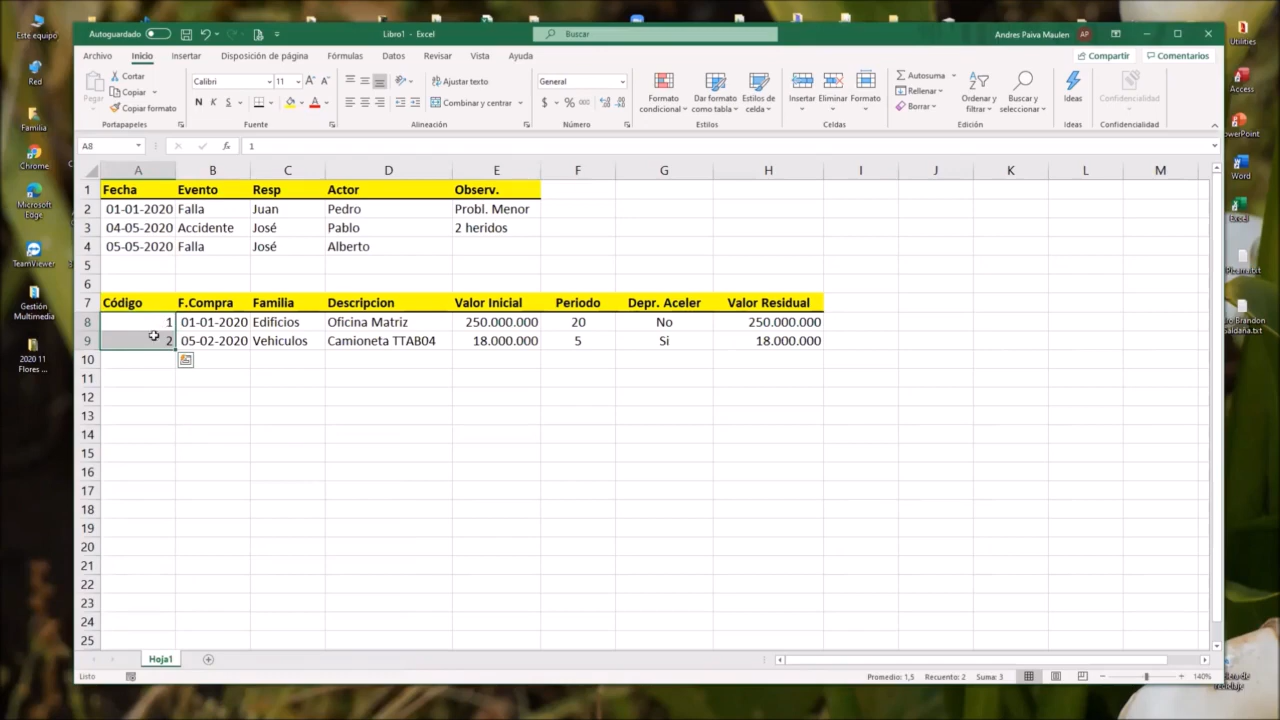 Autoguardado
Libro1 - Excel
Buscar
Andres Paiva Maulen AP
Archivo Inicio Insertar Disposición de página Fórmulas Datos Revisar Vista Ayuda
Compartir Comentarios
Pegar
Cortar
Copiar
Copiar formato
Portapapeles
Calibri 11
N K S
Fuente
Ajustar texto
Combinar y centrar
Alineación
General
$ % 000
Número
Formato condicional
Dar formato como tabla
Estilos de celda
Estilos
Insertar Eliminar Formato
Celdas
Autosuma
Rellenar
Borrar
Ordenar y filtrar
Buscar y seleccionar
Edición
Ideas
Ideas
Confidencialidad
Confidencialidad
A8 fx 1
A B C D E F G H I J K L M
1 Fecha Evento Resp Actor Observ.
2 01-01-2020 Falla Juan Pedro Probl. Menor
3 04-05-2020 Accidente José Pablo 2 heridos
4 05-05-2020 Falla José Alberto
5
6
7 Código F.Compra Familia Descripcion Valor Inicial Periodo Depr. Aceler Valor Residual
8 1 01-01-2020 Edificios Oficina Matriz 250.000.000 20 No 250.000.000
9 2 05-02-2020 Vehiculos Camioneta TTAB04 18.000.000 5 Si 18.000.000
10
11
12
13
14
15
16
17
18
19
20
21
22
23
24
25
Hoja1
Listo
Promedio: 1,5 Recuento: 2 Suma: 3
140%
Este equipo
Red
Familia
Chrome
Microsoft Edge
TeamViewer
Gestión Multimedia
2020 11 Flores ...
Utilities
Access
PowerPoint
Word
Excel
Pizarra.txt
Brandon